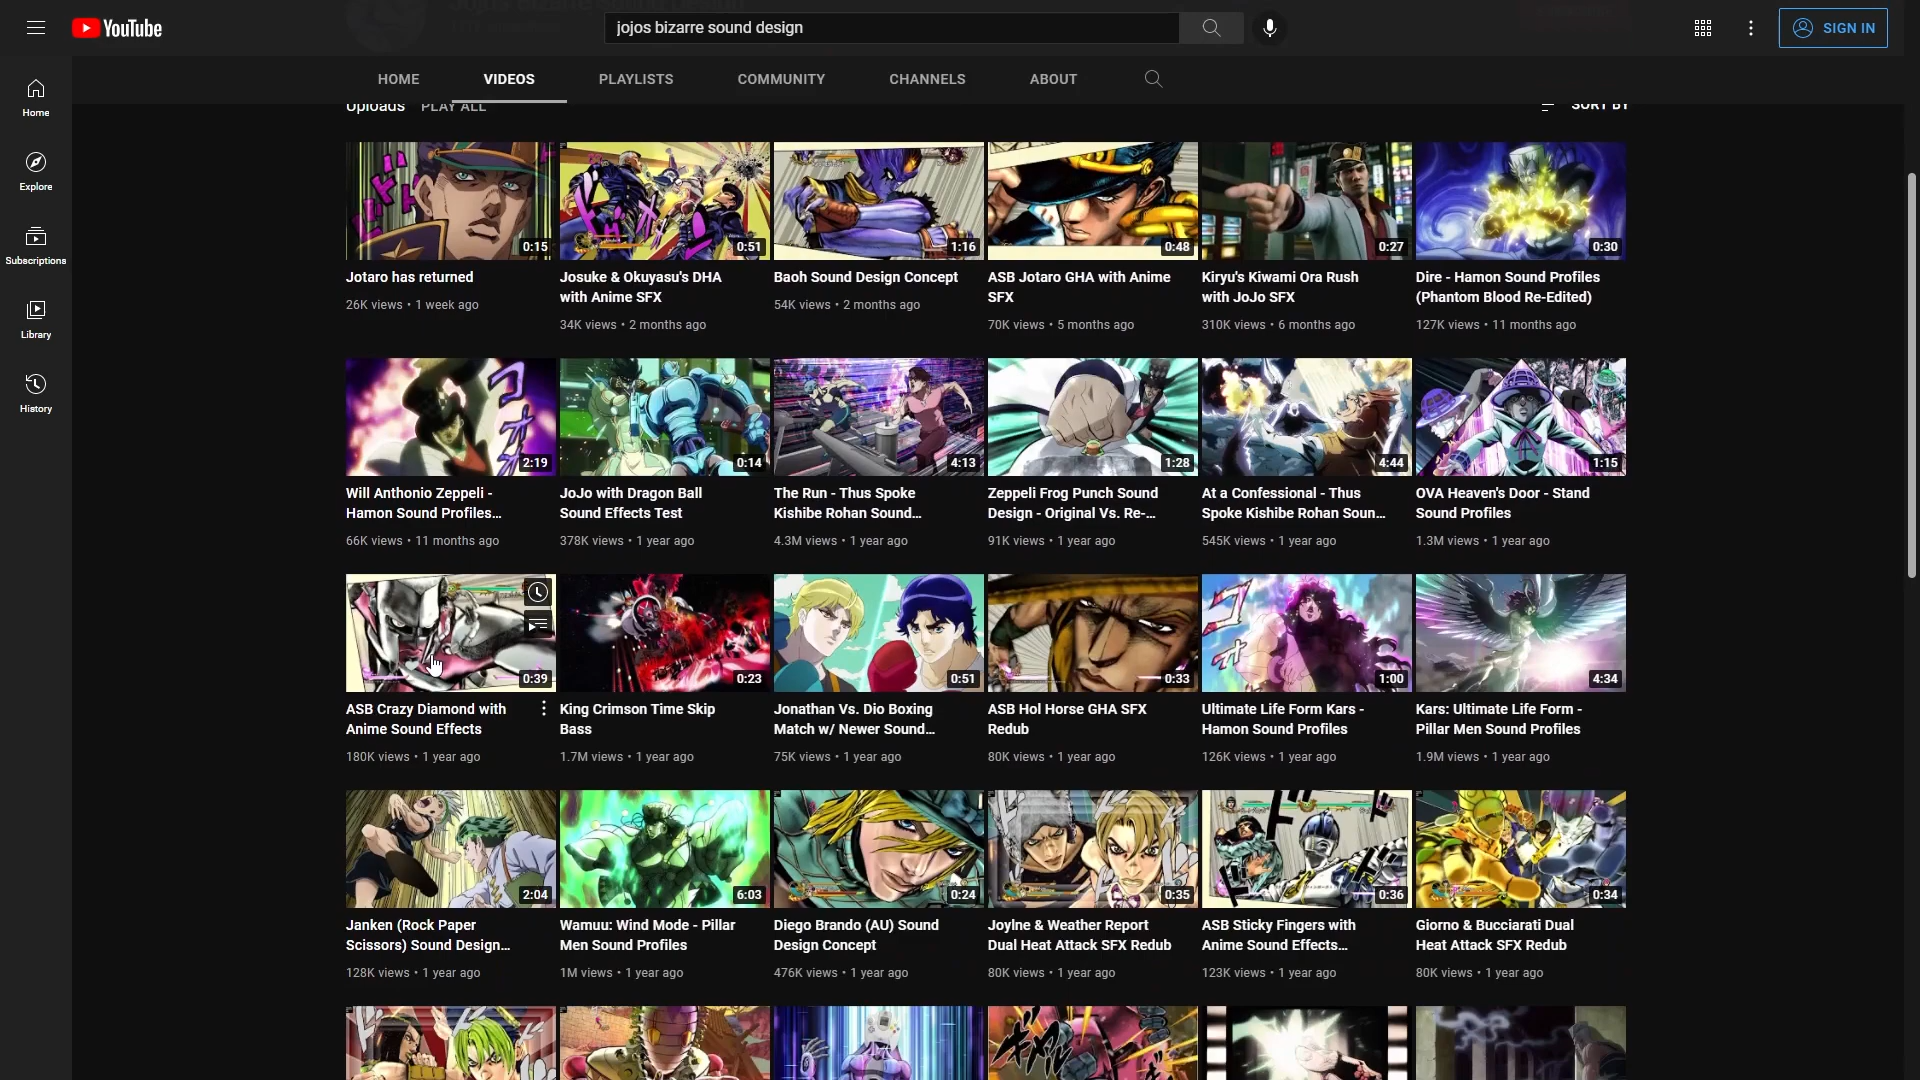 YouTube
jojos bizarre sound design
SIGN IN
HOME
VIDEOS
PLAYLISTS
COMMUNITY
CHANNELS
ABOUT
Home
Explore
Subscriptions
Library
History
Uploads
PLAY ALL
SORT BY
0:15
0:51
1:16
0:48
0:27
0:30
Jotaro has returned
26K views • 1 week ago
Josuke & Okuyasu's DHA
with Anime SFX
34K views • 2 months ago
Baoh Sound Design Concept
54K views • 2 months ago
ASB Jotaro GHA with Anime
SFX
70K views • 5 months ago
Kiryu's Kiwami Ora Rush
with JoJo SFX
310K views • 6 months ago
Dire - Hamon Sound Profiles
(Phantom Blood Re-Edited)
127K views • 11 months ago
2:19
0:14
4:13
1:28
4:44
1:15
Will Anthonio Zeppeli -
Hamon Sound Profiles...
66K views • 11 months ago
JoJo with Dragon Ball
Sound Effects Test
378K views • 1 year ago
The Run - Thus Spoke
Kishibe Rohan Sound...
4.3M views • 1 year ago
Zeppeli Frog Punch Sound
Design - Original Vs. Re-...
91K views • 1 year ago
At a Confessional - Thus
Spoke Kishibe Rohan Soun...
545K views • 1 year ago
OVA Heaven's Door - Stand
Sound Profiles
1.3M views • 1 year ago
0:39
0:23
0:51
0:33
1:00
4:34
ASB Crazy Diamond with
Anime Sound Effects
180K views • 1 year ago
King Crimson Time Skip
Bass
1.7M views • 1 year ago
Jonathan Vs. Dio Boxing
Match w/ Newer Sound...
75K views • 1 year ago
ASB Hol Horse GHA SFX
Redub
80K views • 1 year ago
Ultimate Life Form Kars -
Hamon Sound Profiles
126K views • 1 year ago
Kars: Ultimate Life Form -
Pillar Men Sound Profiles
1.9M views • 1 year ago
2:04
6:03
0:24
0:35
0:36
0:34
Janken (Rock Paper
Scissors) Sound Design...
128K views • 1 year ago
Wamuu: Wind Mode - Pillar
Men Sound Profiles
1M views • 1 year ago
Diego Brando (AU) Sound
Design Concept
476K views • 1 year ago
Joylne & Weather Report
Dual Heat Attack SFX Redub
80K views • 1 year ago
ASB Sticky Fingers with
Anime Sound Effects...
123K views • 1 year ago
Giorno & Bucciarati Dual
Heat Attack SFX Redub
80K views • 1 year ago